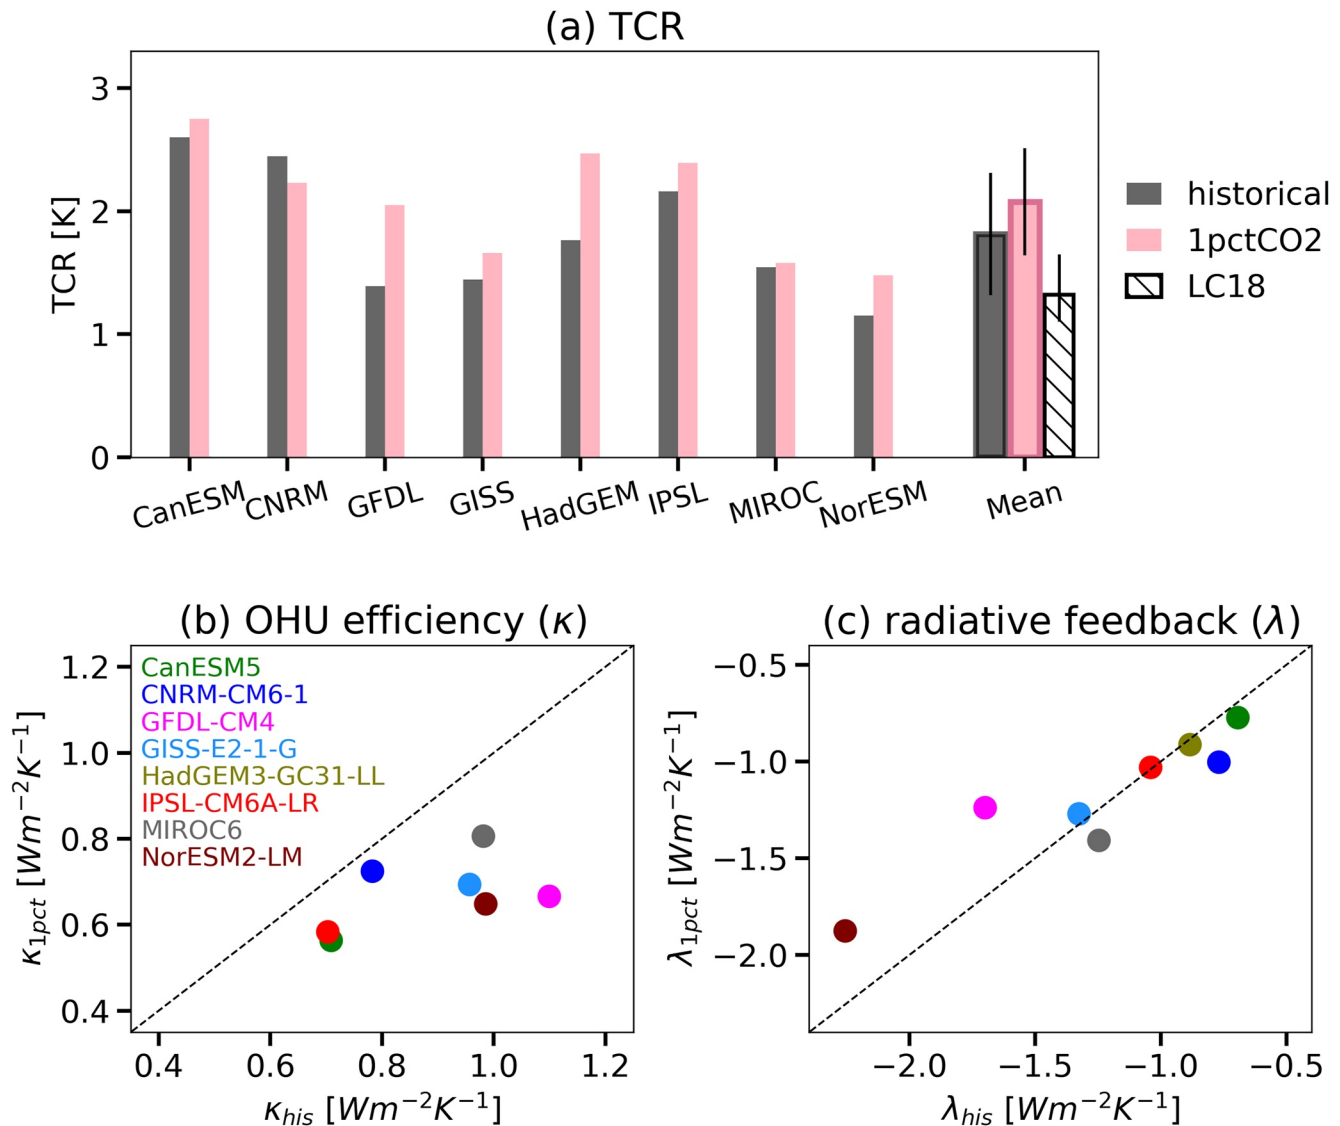 (a) TCR
TCR [K]
3
2
1
0
CanESM
CNRM
GFDL
GISS
HadGEM
IPSL
MIROC
NorESM
Mean
historical
1pctCO2
LC18
(b) OHU efficiency (κ)
κ1pct [Wm−2K−1]
1.2
1.0
0.8
0.6
0.4
CanESM5
CNRM-CM6-1
GFDL-CM4
GISS-E2-1-G
HadGEM3-GC31-LL
IPSL-CM6A-LR
MIROC6
NorESM2-LM
0.4 0.6 0.8 1.0 1.2
κhis [Wm−2K−1]
(c) radiative feedback (λ)
λ1pct [Wm−2K−1]
−0.5
−1.0
−1.5
−2.0
−2.0 −1.5 −1.0 −0.5
λhis [Wm−2K−1]